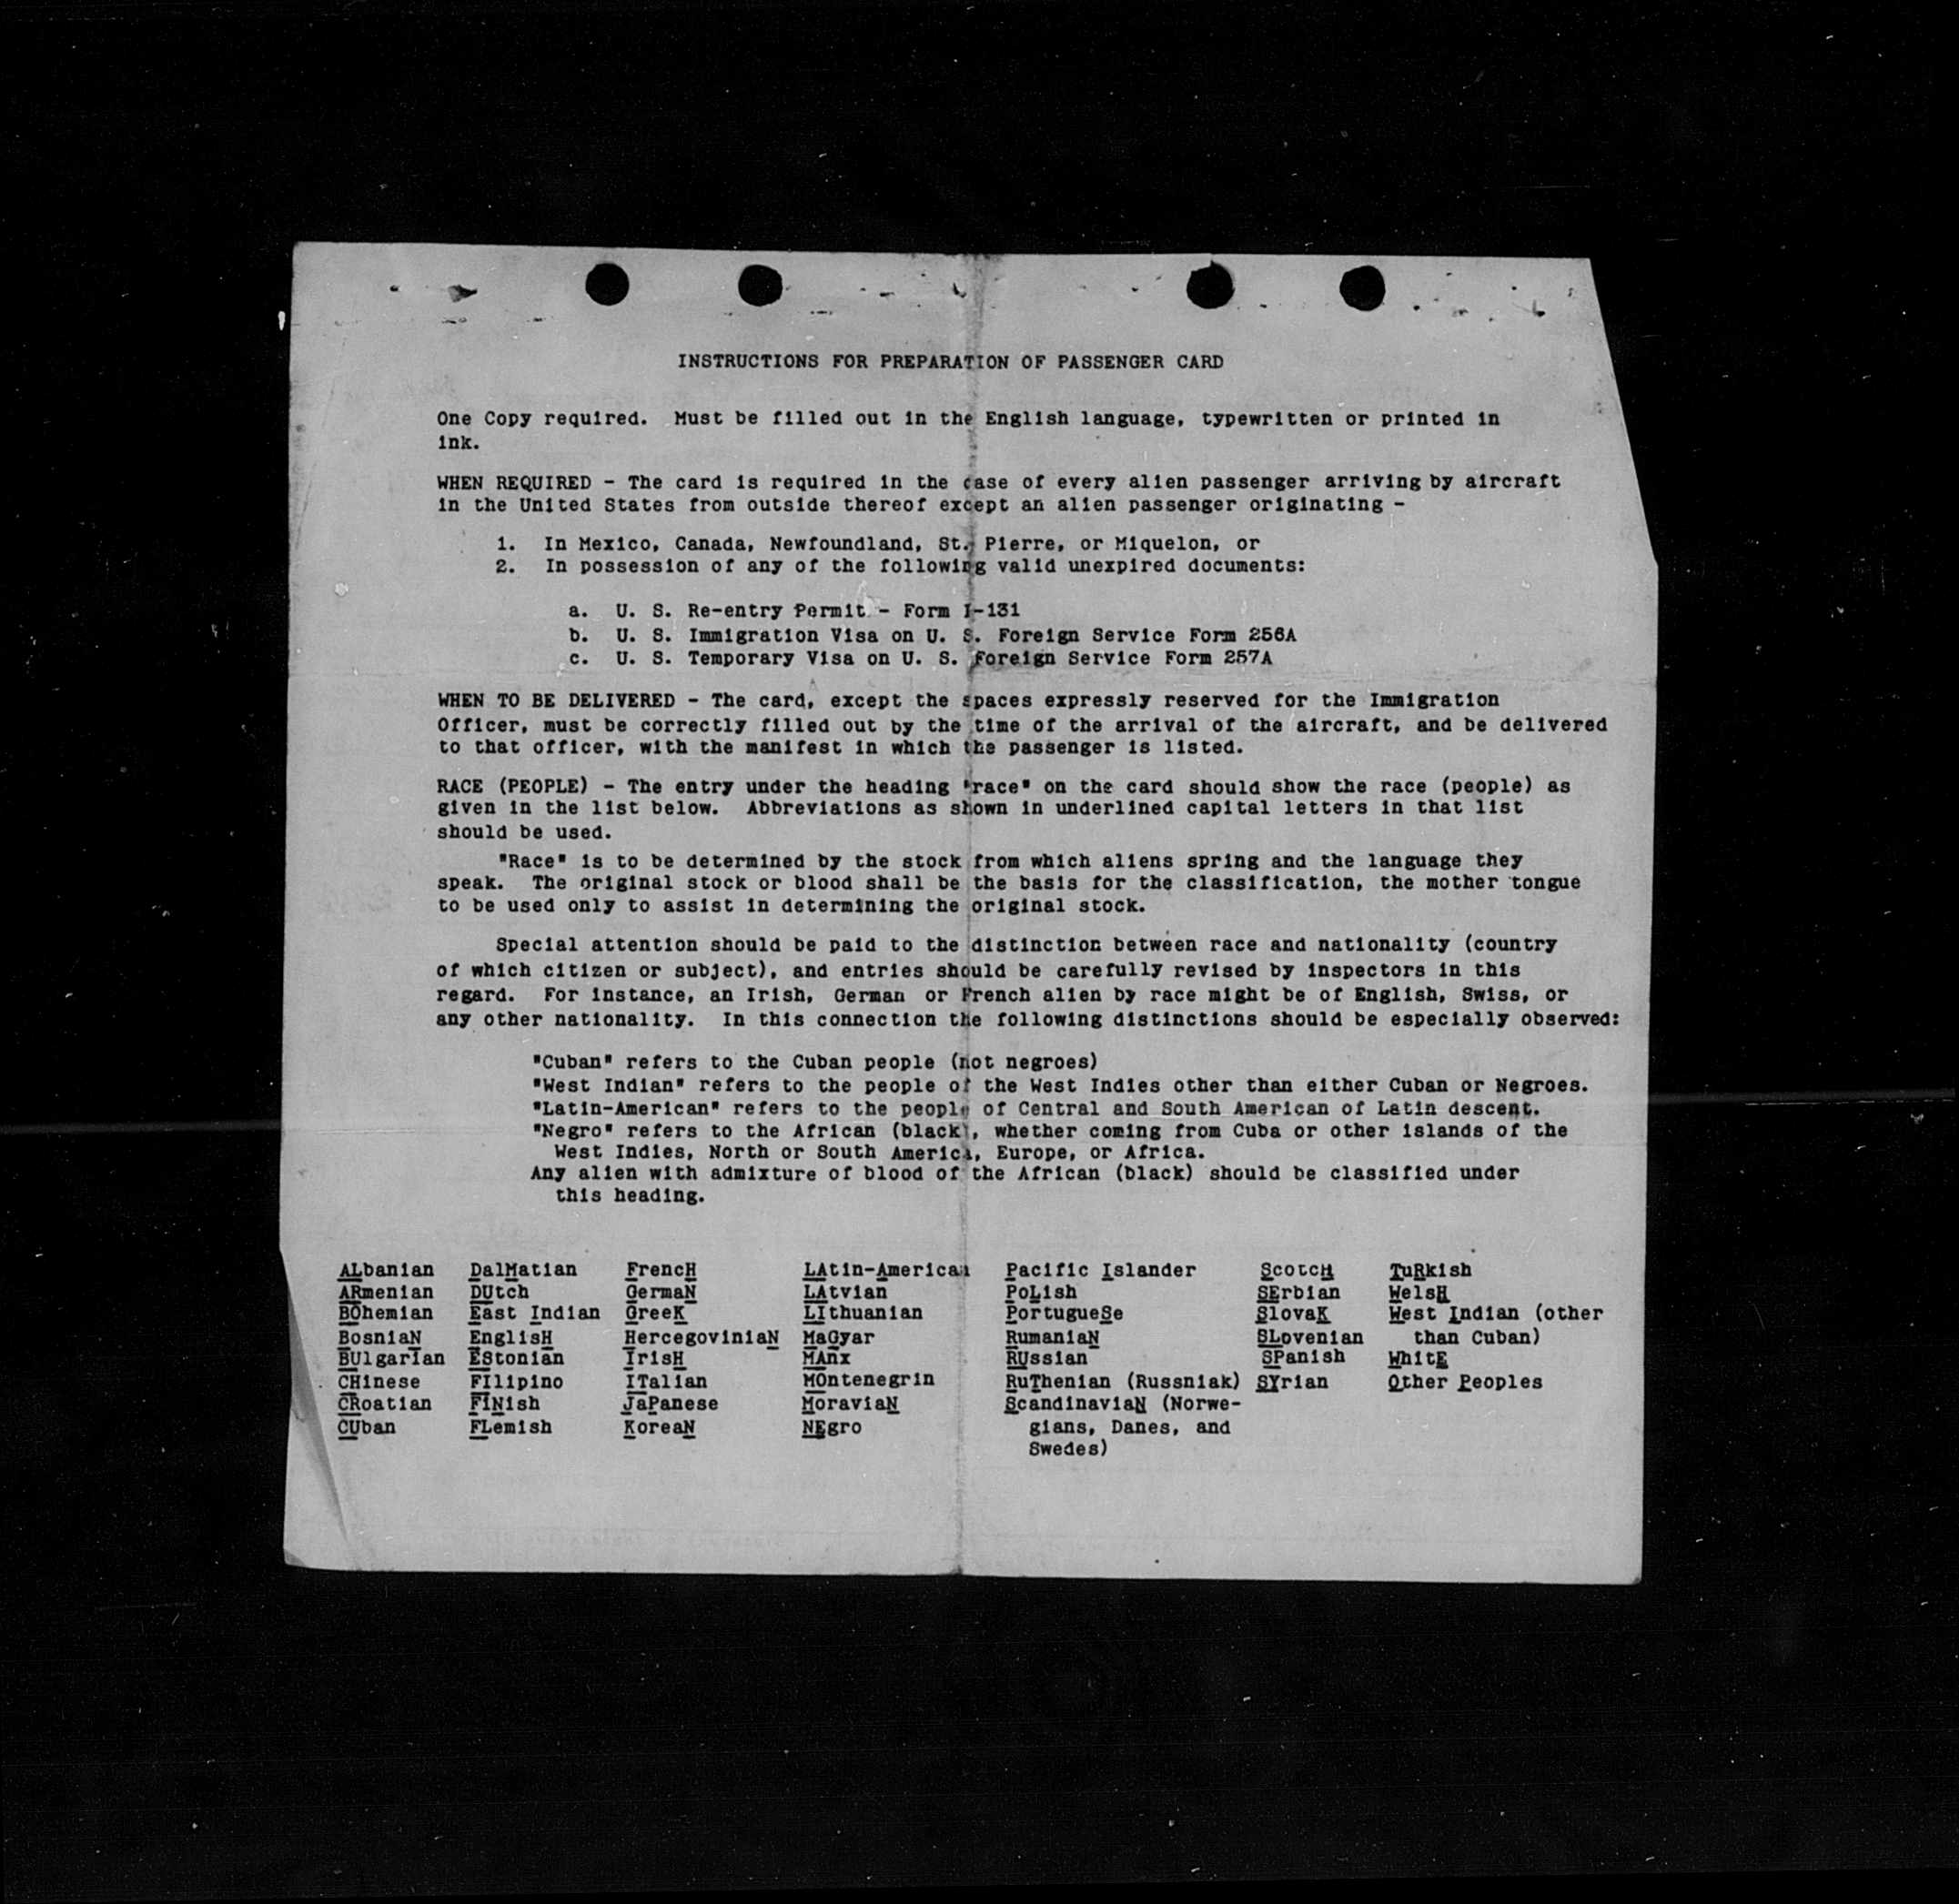 INSTRUCTIONS FOR PREPARATION OF PASSENGER CARD
One Copy required. Must be filled out in the English language, typewritten or printed in
ink.
WHEN REQUIRED - The card is required in the case of every alien passenger arriving by aircraft
in the United States from outside thereof except an alien passenger originating -
1. In Mexico, Canada, Newfoundland, St. Pierre, or Miquelon, or
2. In possession of any of the following valid unexpired documents:
a. U. S. Re-entry Permit - Form I-131
b. U. S. Immigration Visa on U. S. Foreign Service Form 256A
c. U. S. Temporary Visa on U. S. Foreign Service Form 257A
WHEN TO BE DELIVERED - The card, except the spaces expressly reserved for the Immigration
Officer, must be correctly filled out by the time of the arrival of the aircraft, and be delivered
to that officer, with the manifest in which the passenger is listed.
RACE (PEOPLE) - The entry under the heading "race" on the card should show the race (people) as
given in the list below. Abbreviations as shown in underlined capital letters in that list
should be used.
"Race" is to be determined by the stock from which aliens spring and the language they
speak. The original stock or blood shall be the basis for the classification, the mother tongue
to be used only to assist in determining the original stock.
Special attention should be paid to the distinction between race and nationality (country
of which citizen or subject), and entries should be carefully revised by inspectors in this
regard. For instance, an Irish, German or French alien by race might be of English, Swiss, or
any other nationality. In this connection the following distinctions should be especially observed:
"Cuban" refers to the Cuban people (not negroes)
"West Indian" refers to the people of the West Indies other than either Cuban or Negroes.
"Latin-American" refers to the people of Central and South American of Latin descent.
"Negro" refers to the African (black), whether coming from Cuba or other islands of the
West Indies, North or South America, Europe, or Africa.
Any alien with admixture of blood of the African (black) should be classified under
this heading.
ALbanian DalMatian FrencH LAtin-American Pacific Islander ScotcH TuRkish
ARmenian DUtch GermaN LAtvian PoLish SErbian WelsH
BOhemian East Indian GreeK LIthuanian PortugueSe SlovaK West Indian (other
BosniaN EnglisH HercegoviniaN MaGyar RumaniaN SLovenian than Cuban)
BUlgarIan EStonian IrisH MAnx RUssian SPanish WhitE
CHinese FIlipino ITalian MOntenegrin RuThenian (Russniak) SYrian Other Peoples
CRoatian FINish JaPanese MoraviaN ScandinaviaN (Norwe-
CUban FLemish KoreaN NEgro gians, Danes, and
Swedes)